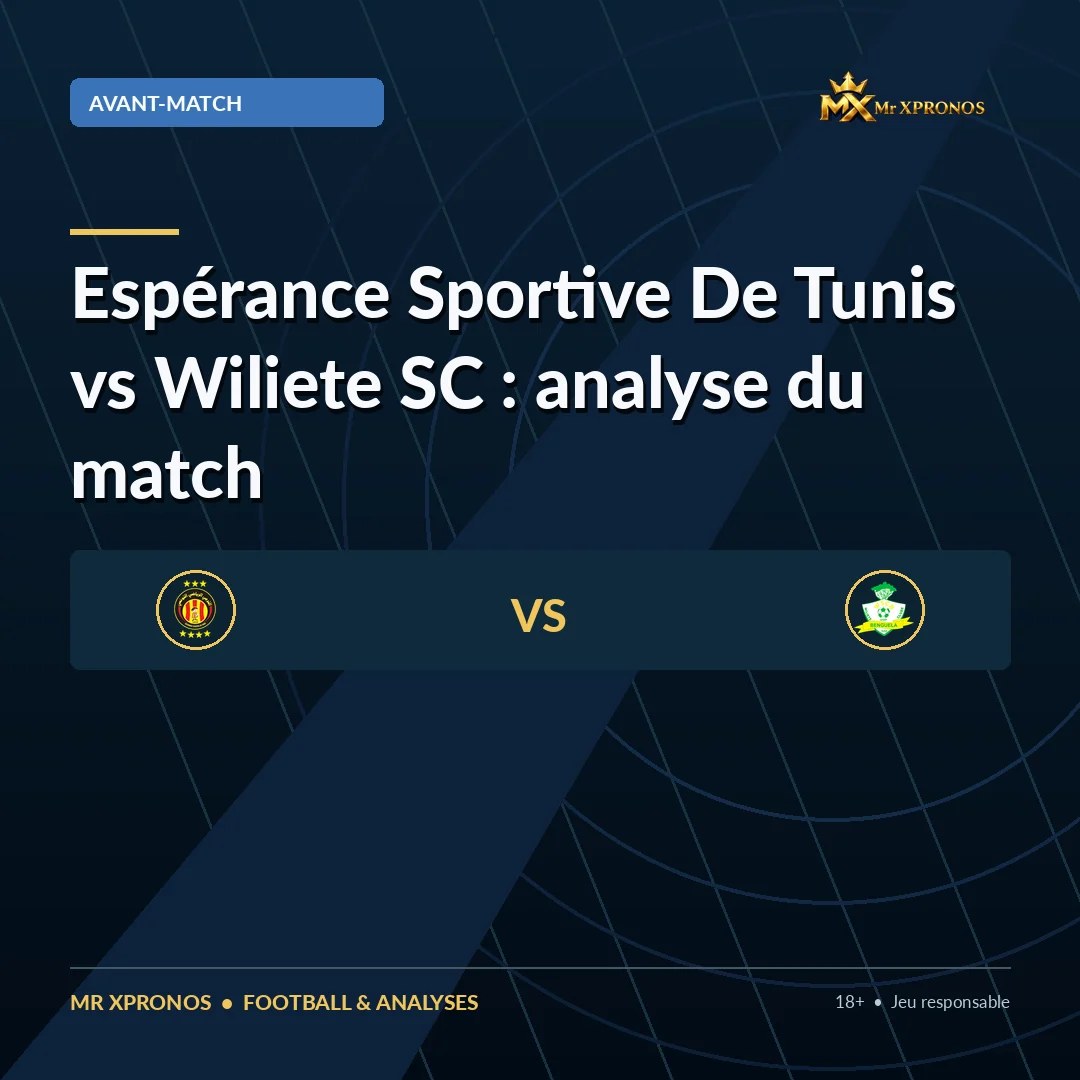 AVANT-MATCH
MX Mr XPRONOS
Espérance Sportive De Tunis
vs Wiliete SC : analyse du
match
VS
BENGUELA
MR XPRONOS • FOOTBALL & ANALYSES
18+ • Jeu responsable